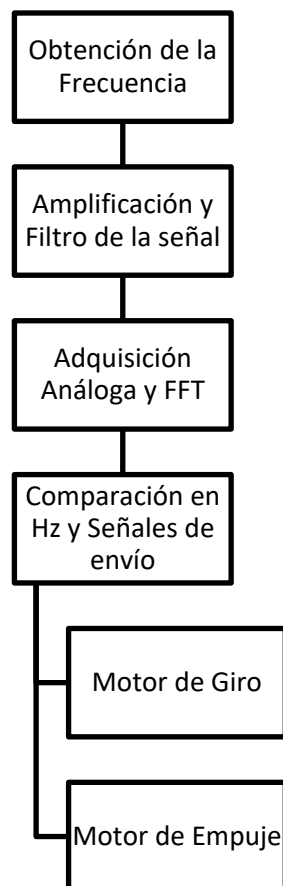 Obtención de la
Frecuencia
Amplificación y
Filtro de la señal
Adquisición
Análoga y FFT
Comparación en
Hz y Señales de
envío
Motor de Giro
Motor de Empuje